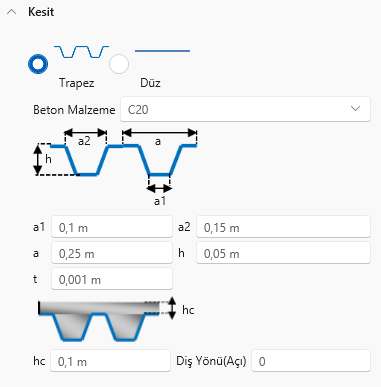 Kesit
Trapez Düz
Beton Malzeme C20
a2 a
h
a1
a1 0,1 m a2 0,15 m
a 0,25 m h 0,05 m
t 0,001 m
hc
hc 0,1 m Diş Yönü(Açı) 0